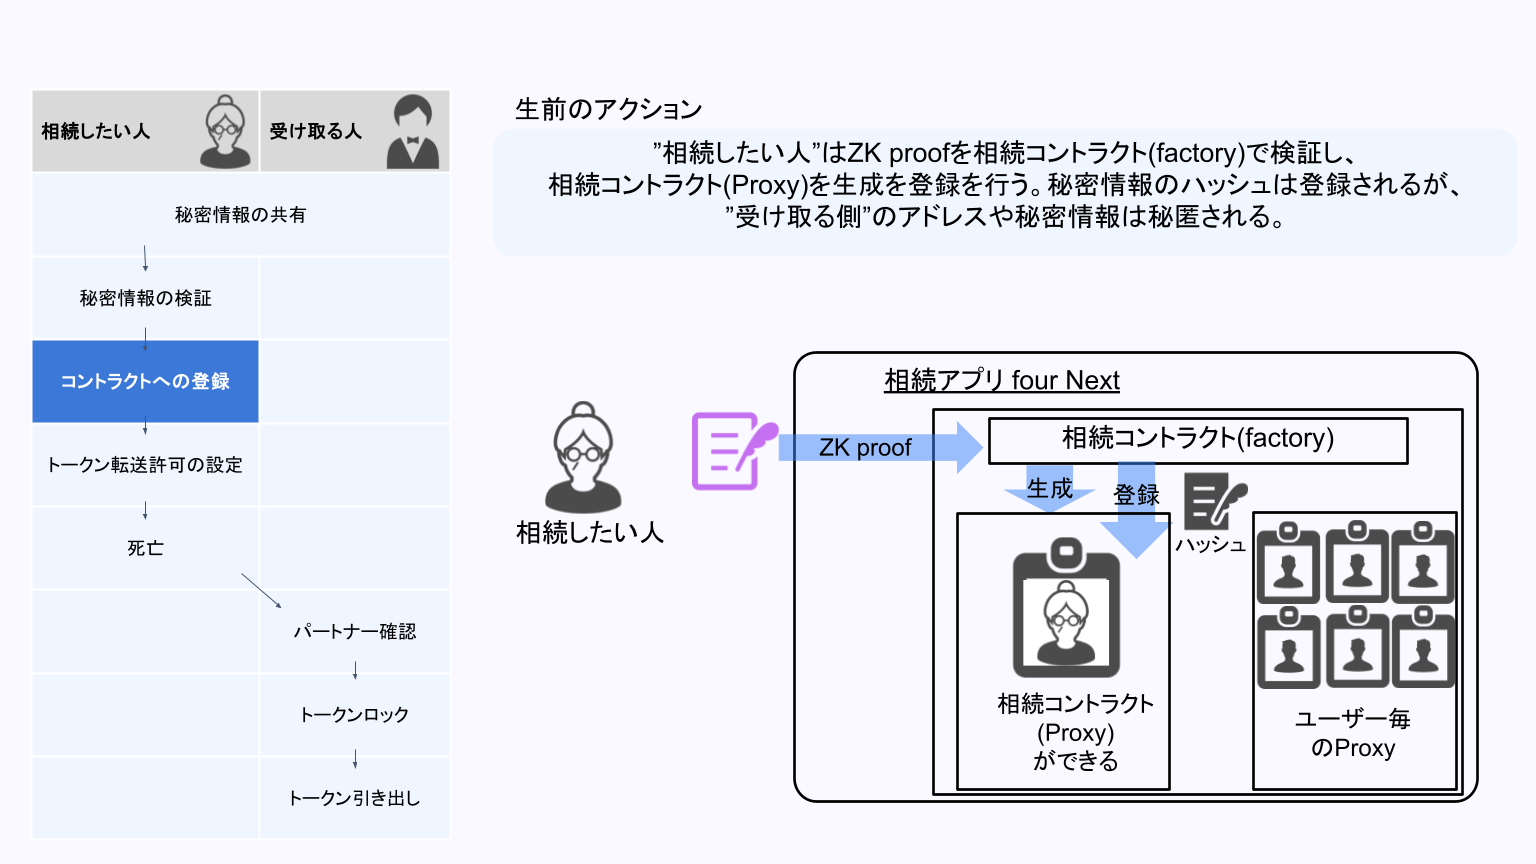 相続したい人
受け取る人
秘密情報の共有
秘密情報の検証
コントラクトへの登録
トークン転送許可の設定
死亡
パートナー確認
トークンロック
トークン引き出し
生前のアクション
”相続したい人”はZK proofを相続コントラクト(factory)で検証し、
相続コントラクト(Proxy)を生成を登録を行う。秘密情報のハッシュは登録されるが、
”受け取る側”のアドレスや秘密情報は秘匿される。
相続したい人
ZK proof
相続アプリ four Next
相続コントラクト(factory)
生成
登録
ハッシュ
相続コントラクト
(Proxy)
ができる
ユーザー毎
のProxy